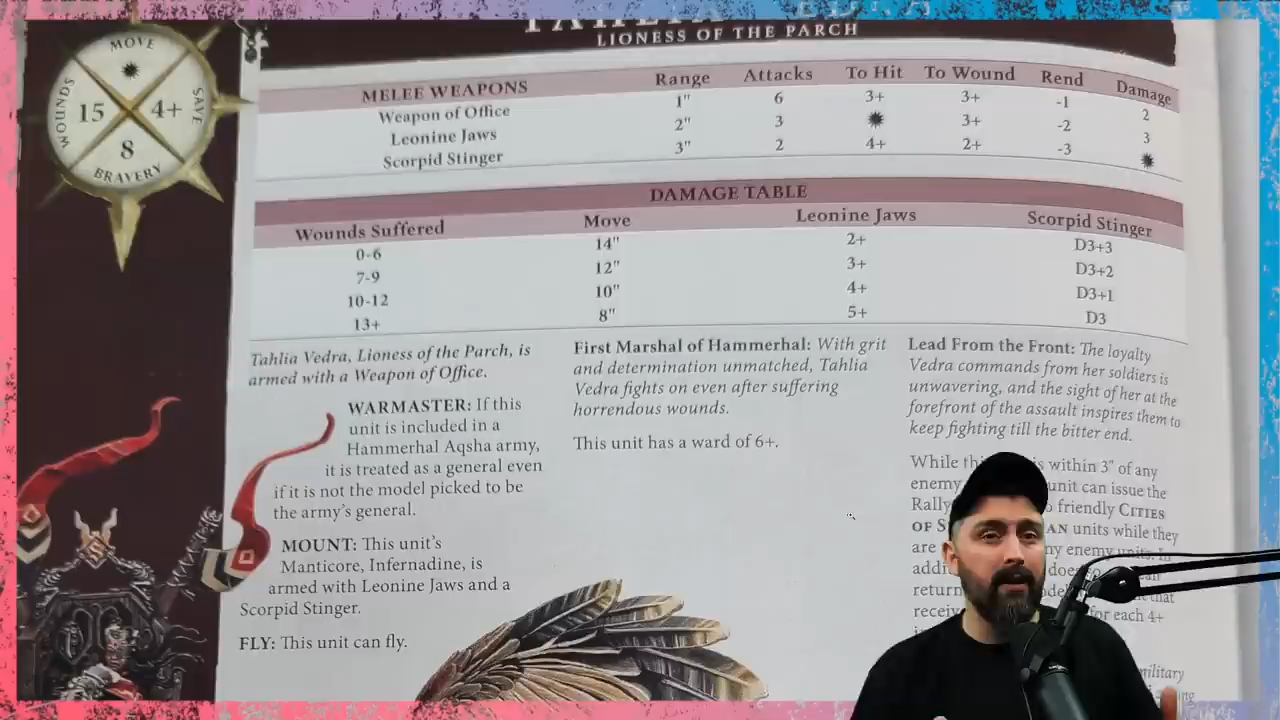 LIONESS OF THE PARCH
MOVE
WOUNDS 15 4+ SAVE
8
BRAVERY
MELEE WEAPONS Range Attacks To Hit To Wound Rend Damage
Weapon of Office 1" 6 3+ 3+ -1 2
Leonine Jaws 2" 3 3+ -2 3
Scorpid Stinger 3" 2 4+ 2+ -3
DAMAGE TABLE
Wounds Suffered Move Leonine Jaws Scorpid Stinger
0-6 14" 2+ D3+3
7-9 12" 3+ D3+2
10-12 10" 4+ D3+1
13+ 8" 5+ D3
Tahlia Vedra, Lioness of the Parch, is
armed with a Weapon of Office.
WARMASTER: If this
unit is included in a
Hammerhal Aqsha army,
it is treated as a general even
if it is not the model picked to be
the army's general.
MOUNT: This unit's
Manticore, Infernadine, is
armed with Leonine Jaws and a
Scorpid Stinger.
FLY: This unit can fly.
First Marshal of Hammerhal: With grit
and determination unmatched, Tahlia
Vedra fights on even after suffering
horrendous wounds.
This unit has a ward of 6+.
Lead From the Front: The loyalty
Vedra commands from her soldiers is
unwavering, and the sight of her at the
forefront of the assault inspires them to
keep fighting till the bitter end.
While is within 3" of any
enemy unit can issue the
Rally friendly CITIES
OF units while they
are enemy units. In
for each 4+